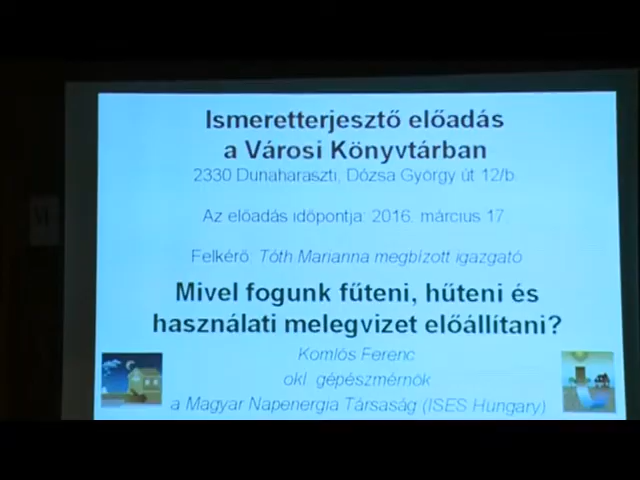 Ismeretterjesztő előadás
a Városi Könyvtárban
2330 Dunaharaszti, Dózsa György út 12/b
Az előadás időpontja: 2016. március 17.
Felkérő: Tóth Marianna megbízott igazgató
Mivel fogunk fűteni, hűteni és
használati melegvizet előállítani?
Komlós Ferenc
okl. gépészmérnök
a Magyar Napenergia Társaság (ISES Hungary)